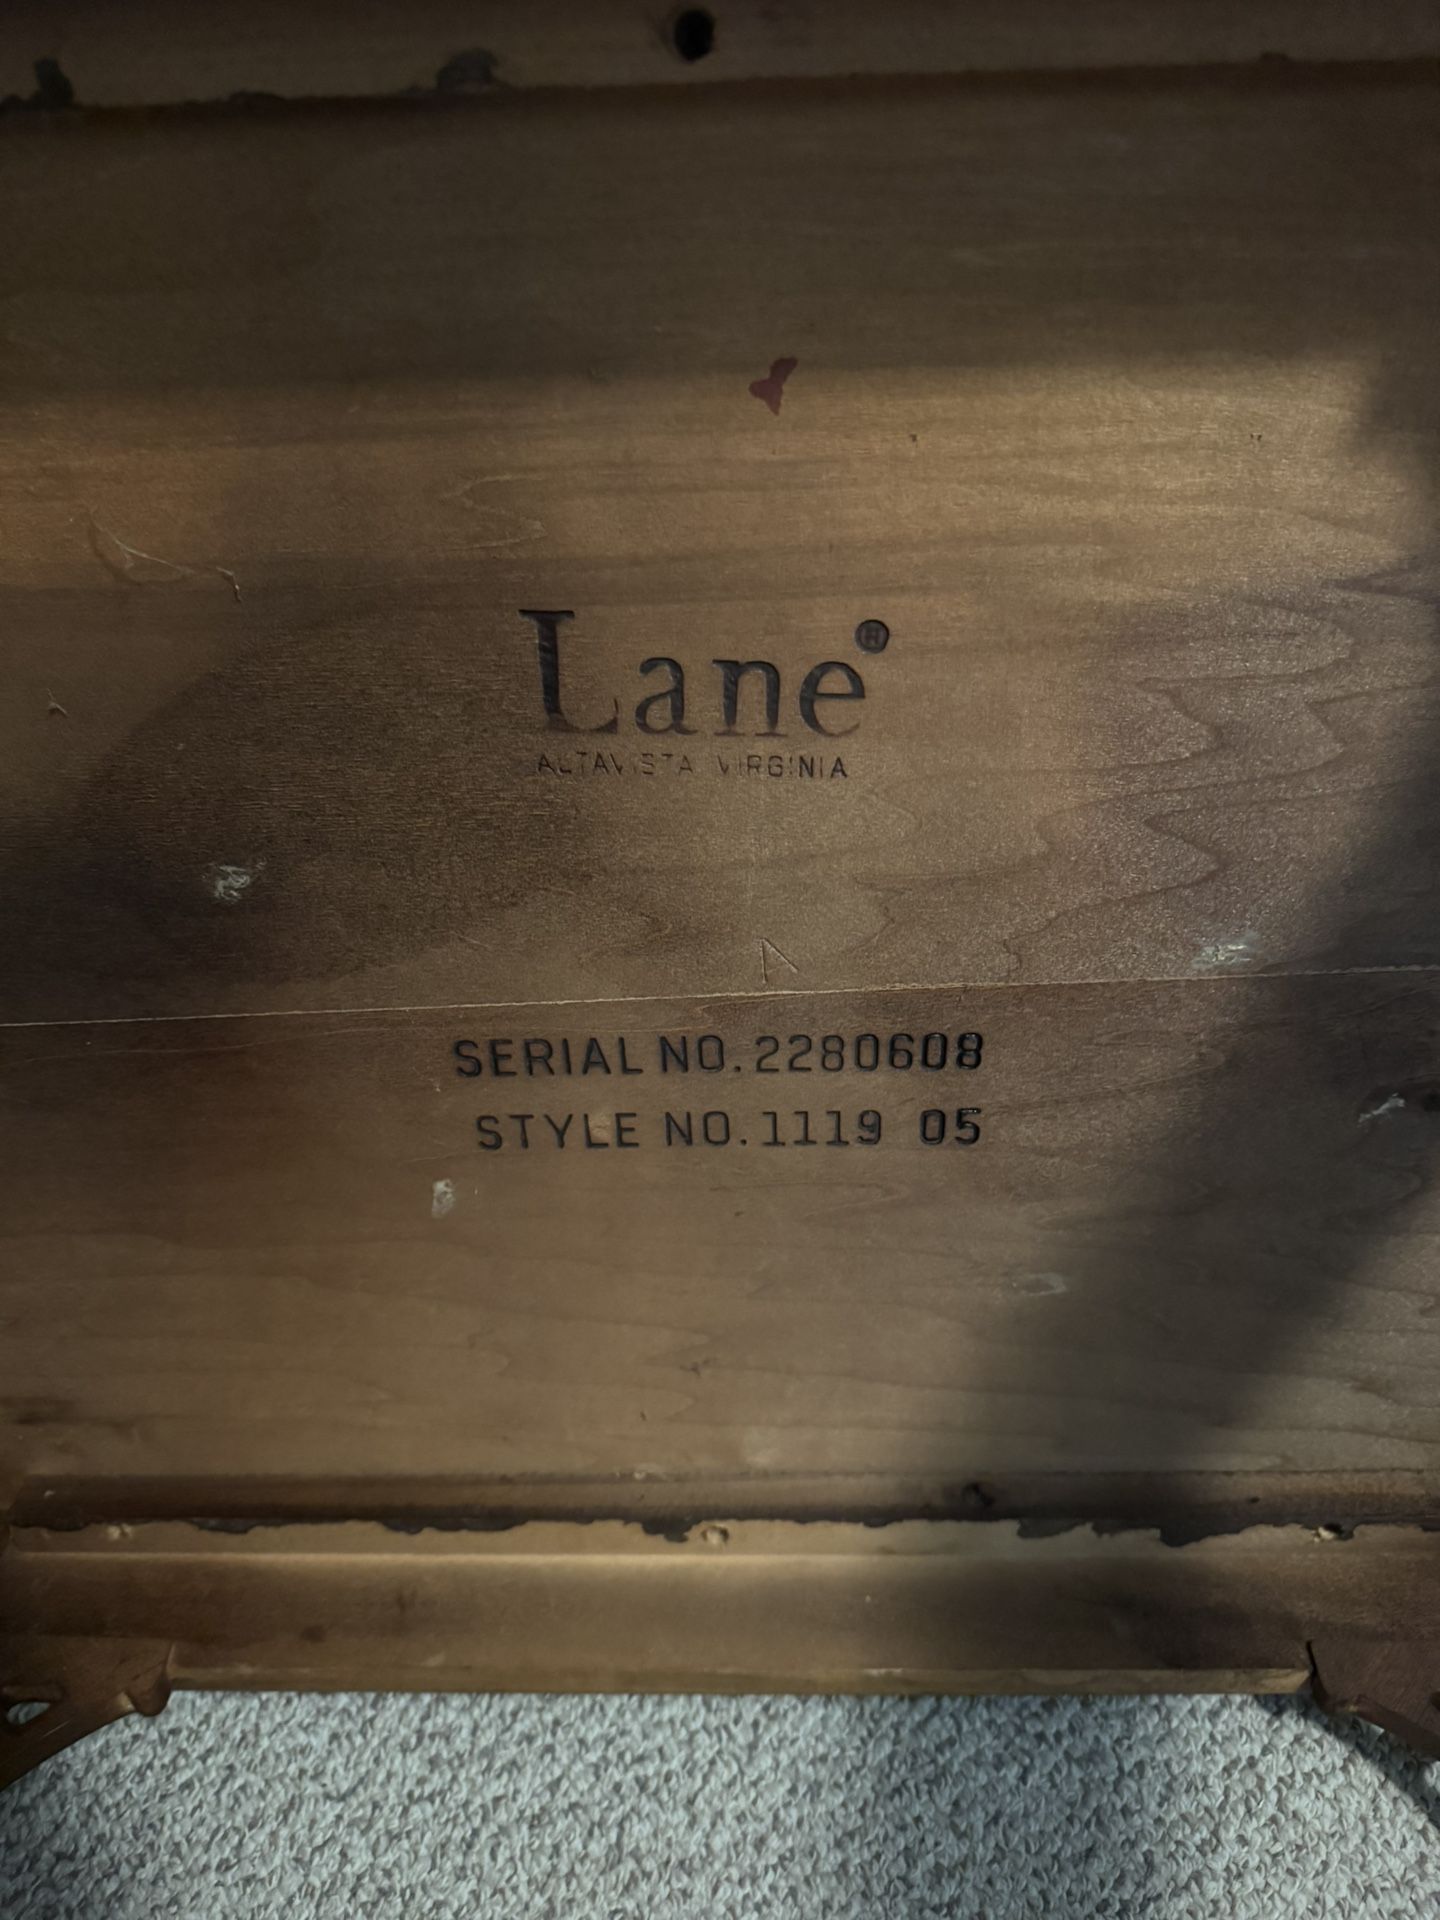 Lane®
ALTAVISTA VIRGINIA
A
SERIAL NO. 2280608
STYLE NO. 1119 05